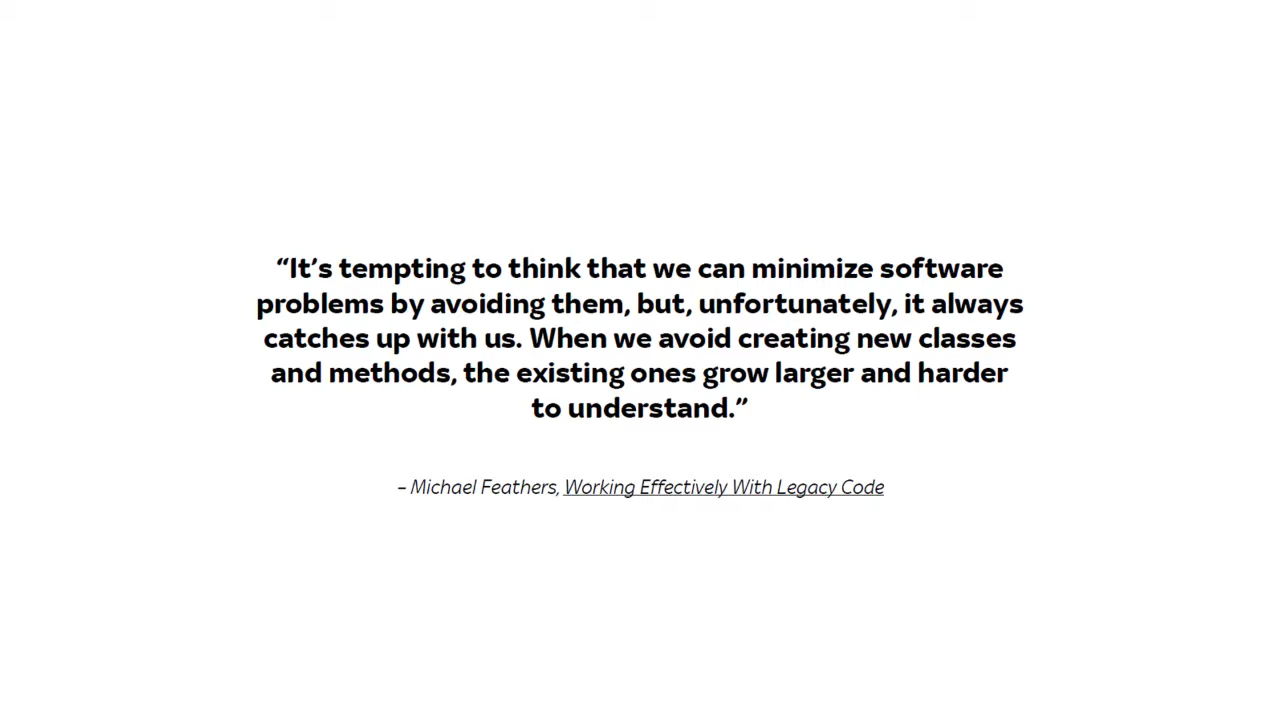 “It’s tempting to think that we can minimize software
problems by avoiding them, but, unfortunately, it always
catches up with us. When we avoid creating new classes
and methods, the existing ones grow larger and harder
to understand.”
– Michael Feathers, Working Effectively With Legacy Code